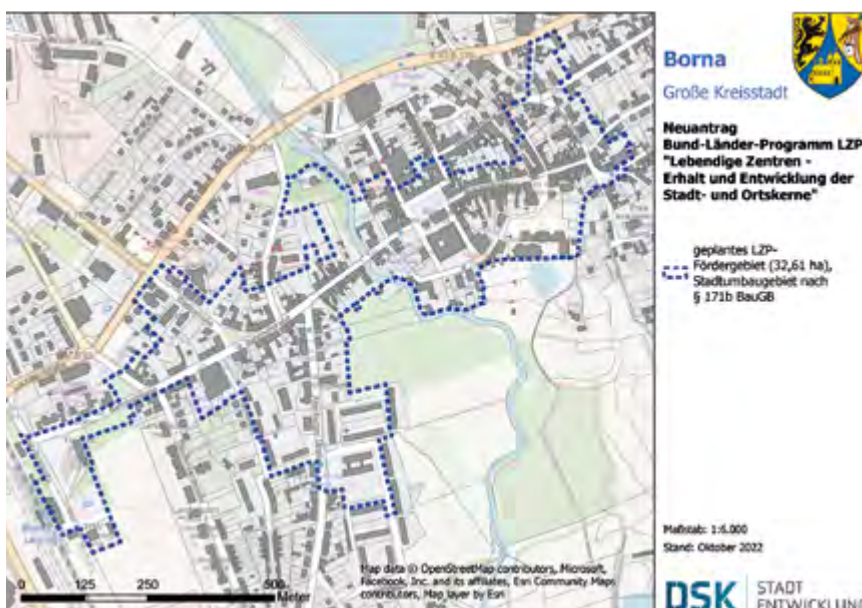 Borna
Große Kreisstadt
Neuantrag
Bund-Länder-Programm LZP
"Lebendige Zentren -
Erhalt und Entwicklung der
Stadt- und Ortskerne"
geplantes LZP-
Fördergebiet (32,61 ha),
Stadtumbaugebiet nach
§ 171b BauGB
Maßstab: 1:6.000
Stand: Oktober 2022
0 125 250 500
Meter
Map data © OpenStreetMap contributors, Microsoft,
Facebook, Inc. and its affiliates, Esri Community Maps
contributors, Map layer by Esri
DSK
STADT
ENTWICKLUNG